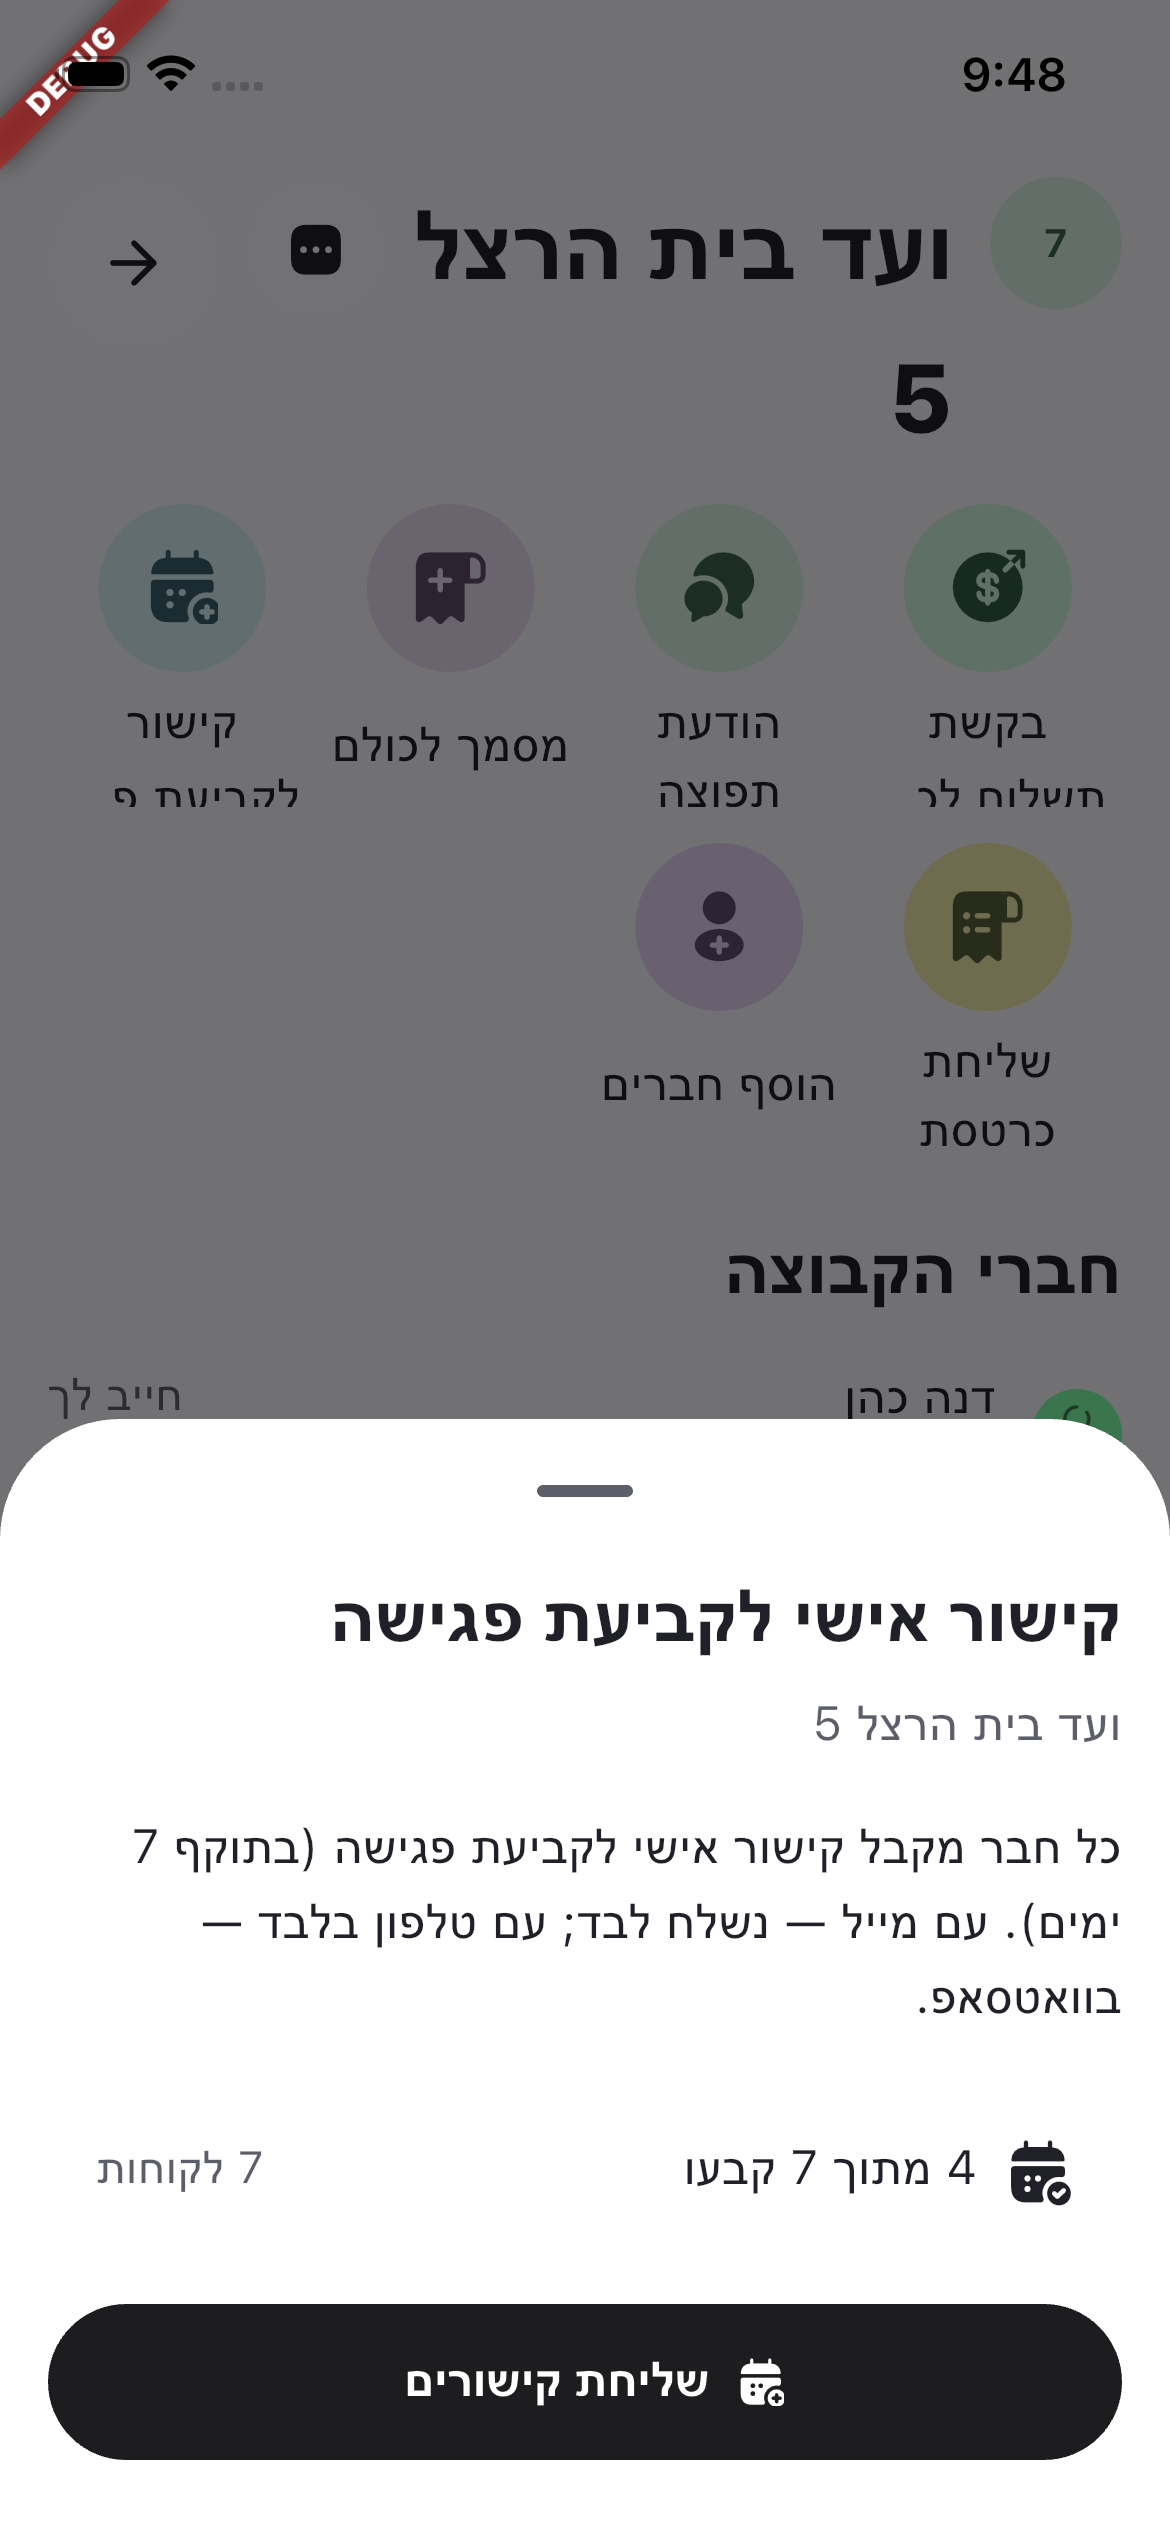 DEBUG
9:48
7
ועד בית הרצל
5
בקשת
הודעת
תפוצה
מסמך לכולם
קישור
לקביעת פ
שליחת
כרטסת
הוסף חברים
חברי הקבוצה
דנה כהן
חייב לך
קישור אישי לקביעת פגישה
ועד בית הרצל 5
כל חבר מקבל קישור אישי לקביעת פגישה (בתוקף 7
ימים). עם מייל — נשלח לבד; עם טלפון בלבד —
בוואטסאפ.
4 מתוך 7 קבעו
7 לקוחות
שליחת קישורים